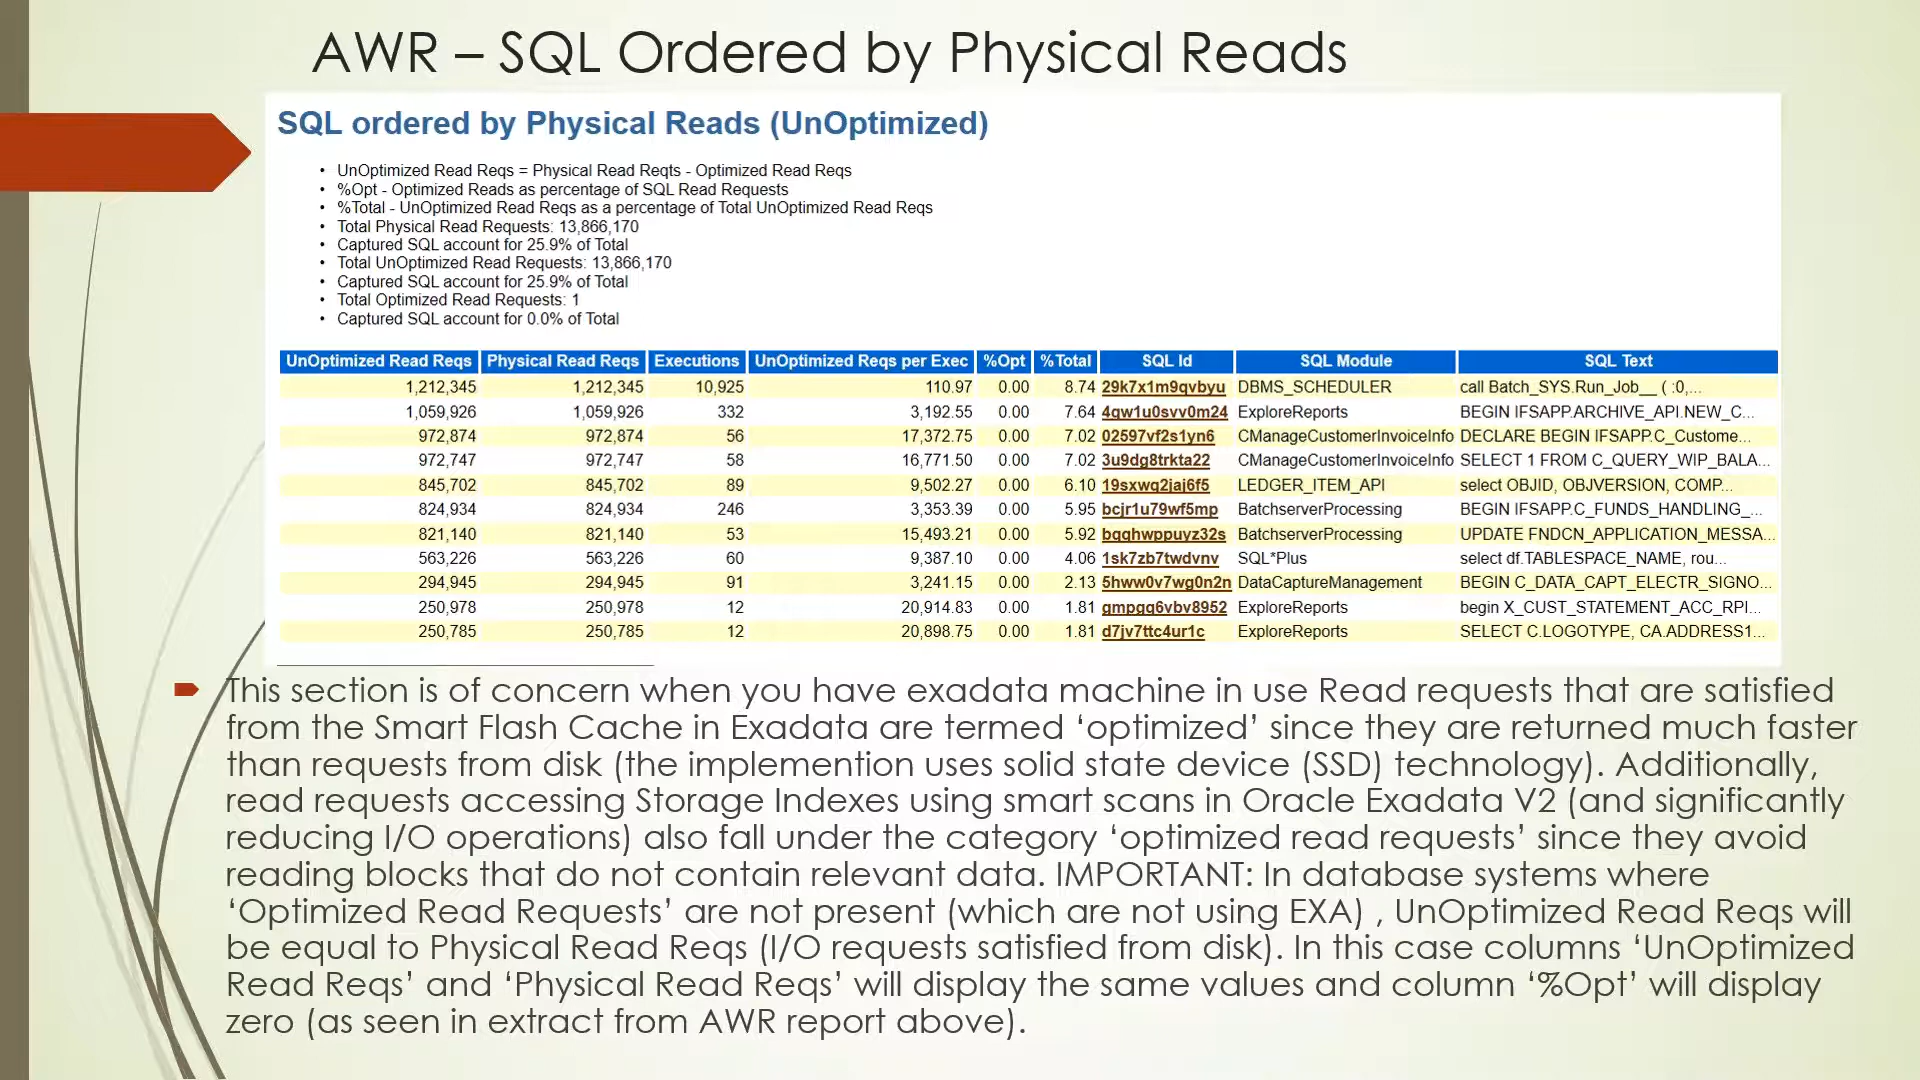 AWR – SQL Ordered by Physical Reads
SQL ordered by Physical Reads (UnOptimized)
• UnOptimized Read Reqs = Physical Read Reqts - Optimized Read Reqs
• %Opt - Optimized Reads as percentage of SQL Read Requests
• %Total - UnOptimized Read Reqs as a percentage of Total UnOptimized Read Reqs
• Total Physical Read Requests: 13,866,170
• Captured SQL account for 25.9% of Total
• Total UnOptimized Read Requests: 13,866,170
• Captured SQL account for 25.9% of Total
• Total Optimized Read Requests: 1
• Captured SQL account for 0.0% of Total
UnOptimized Read Reqs Physical Read Reqs Executions UnOptimized Reqs per Exec %Opt %Total SQL Id SQL Module SQL Text
1,212,345 1,212,345 10,925 110.97 0.00 8.74 29k7x1m9qvbyu DBMS_SCHEDULER call Batch_SYS.Run_Job__ ( :0,...
1,059,926 1,059,926 332 3,192.55 0.00 7.64 4qw1u0svv0m24 ExploreReports BEGIN IFSAPP.ARCHIVE_API.NEW_C...
972,874 972,874 56 17,372.75 0.00 7.02 02597vf2s1yn6 CManageCustomerInvoiceInfo DECLARE BEGIN IFSAPP.C_Custome...
972,747 972,747 58 16,771.50 0.00 7.02 3u9dg8trkta22 CManageCustomerInvoiceInfo SELECT 1 FROM C_QUERY_WIP_BALA...
845,702 845,702 89 9,502.27 0.00 6.10 19sxwq2jaj6f5 LEDGER_ITEM_API select OBJID, OBJVERSION, COMP...
824,934 824,934 246 3,353.39 0.00 5.95 bcjr1u79wf5mp BatchserverProcessing BEGIN IFSAPP.C_FUNDS_HANDLING_...
821,140 821,140 53 15,493.21 0.00 5.92 bqghwppuyz32s BatchserverProcessing UPDATE FNDCN_APPLICATION_MESSA...
563,226 563,226 60 9,387.10 0.00 4.06 1sk7zb7twdvnv SQL*Plus select df.TABLESPACE_NAME, rou...
294,945 294,945 91 3,241.15 0.00 2.13 5hww0v7wg0n2n DataCaptureManagement BEGIN C_DATA_CAPT_ELECTR_SIGNO...
250,978 250,978 12 20,914.83 0.00 1.81 gmpgq6vbv8952 ExploreReports begin X_CUST_STATEMENT_ACC_RPI...
250,785 250,785 12 20,898.75 0.00 1.81 d7jv7ttc4ur1c ExploreReports SELECT C.LOGOTYPE, CA.ADDRESS1...
This section is of concern when you have exadata machine in use Read requests that are satisfied
from the Smart Flash Cache in Exadata are termed ‘optimized’ since they are returned much faster
than requests from disk (the implemention uses solid state device (SSD) technology). Additionally,
read requests accessing Storage Indexes using smart scans in Oracle Exadata V2 (and significantly
reducing I/O operations) also fall under the category ‘optimized read requests’ since they avoid
reading blocks that do not contain relevant data. IMPORTANT: In database systems where
‘Optimized Read Requests’ are not present (which are not using EXA) , UnOptimized Read Reqs will
be equal to Physical Read Reqs (I/O requests satisfied from disk). In this case columns ‘UnOptimized
Read Reqs’ and ‘Physical Read Reqs’ will display the same values and column ‘%Opt’ will display
zero (as seen in extract from AWR report above).